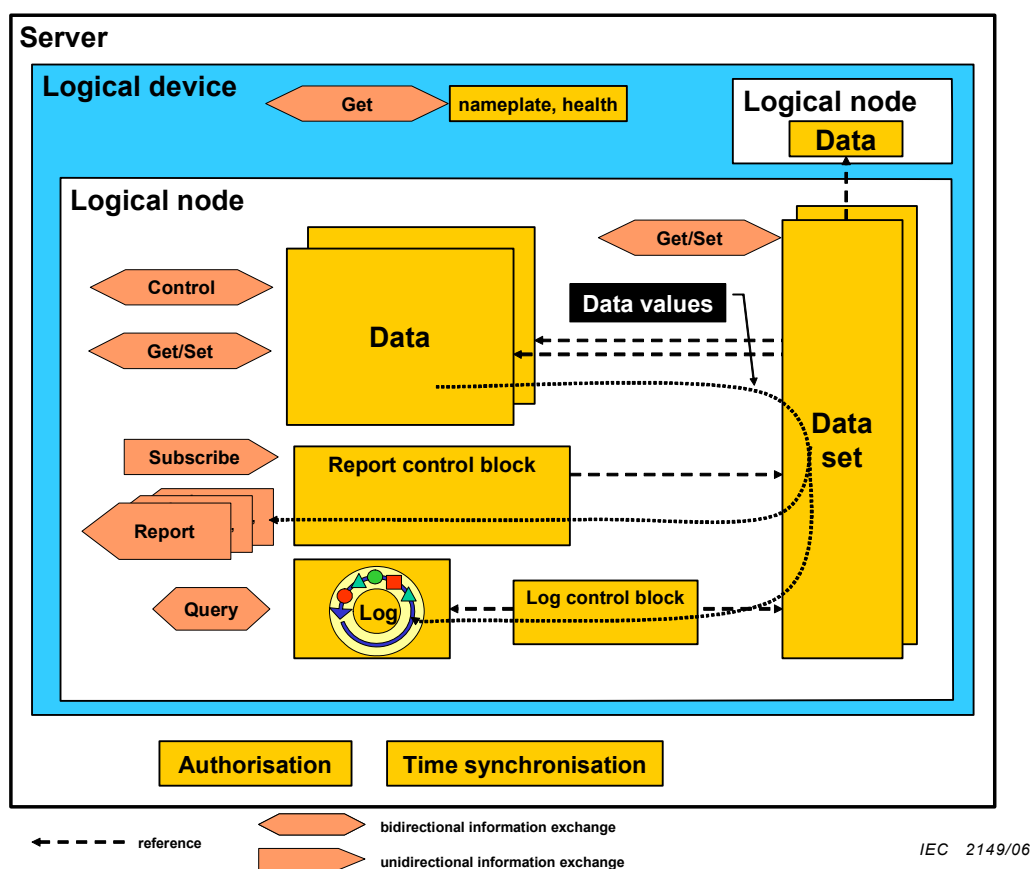 Server
Logical device
Get
nameplate, health
Logical node
Data
Logical node
Get/Set
Control
Data values
Get/Set
Data
Data
set
Subscribe
Report control block
Report
Query
Log
Log control block
Authorisation
Time synchronisation
bidirectional information exchange
reference
unidirectional information exchange
IEC 2149/06